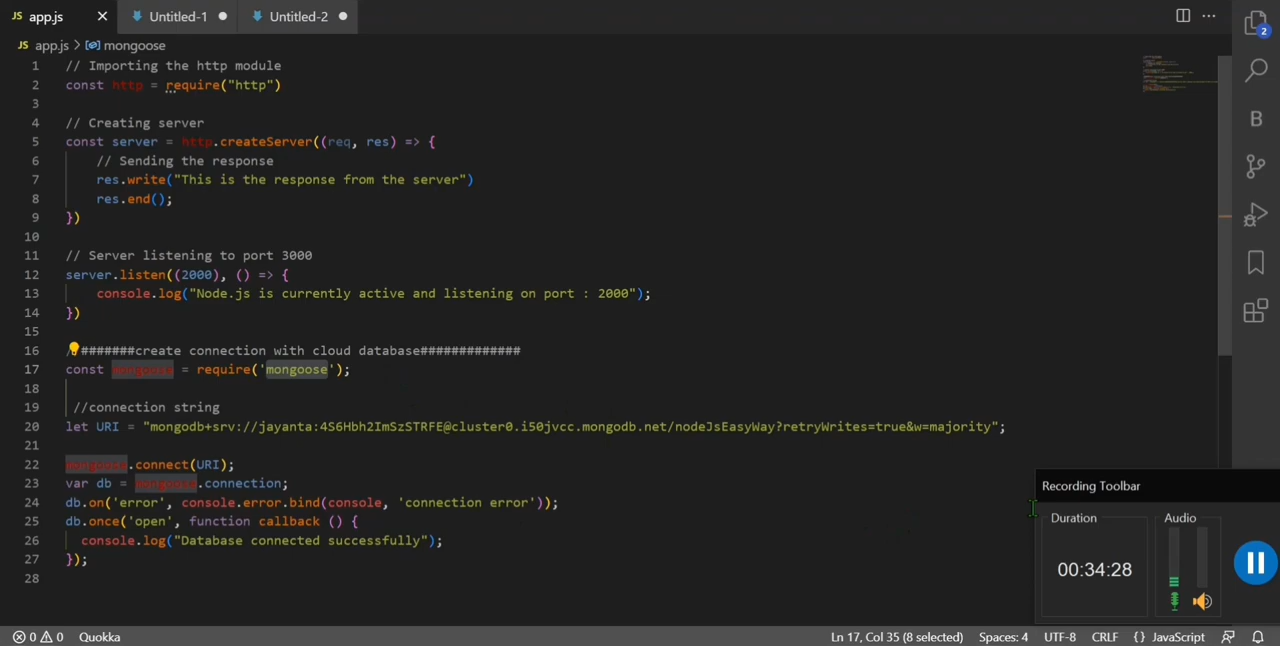 JS app.js Untitled-1 Untitled-2
JS app.js > mongoose
2
B
1 // Importing the http module
2 const http = require("http")
3
4 // Creating server
5 const server = http.createServer((req, res) => {
6 // Sending the response
7 res.write("This is the response from the server")
8 res.end();
9 })
10
11 // Server listening to port 3000
12 server.listen((2000), () => {
13 console.log("Node.js is currently active and listening on port : 2000");
14 })
15
16 /#######create connection with cloud database#############
17 const mongoose = require('mongoose');
18
19 //connection string
20 let URI = "mongodb+srv://jayanta:4S6Hbh2ImSzSTRFE@cluster0.i50jvcc.mongodb.net/nodeJsEasyWay?retryWrites=true&w=majority";
21
22 mongoose.connect(URI);
23 var db = mongoose.connection;
24 db.on('error', console.error.bind(console, 'connection error'));
25 db.once('open', function callback () {
26 console.log("Database connected successfully");
27 });
28
Recording Toolbar
Duration Audio
00:34:28
0 0 Quokka Ln 17, Col 35 (8 selected) Spaces: 4 UTF-8 CRLF {} JavaScript